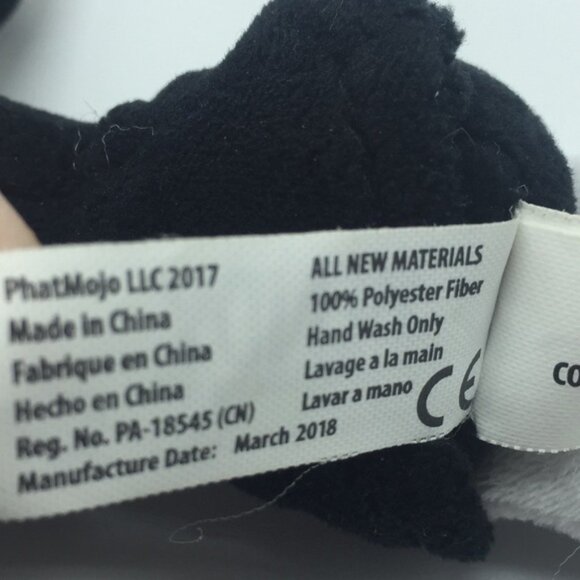 PhatMojo LLC 2017
Made in China
Fabrique en China
Hecho en China
Reg. No. PA-18545 (CN)
Manufacture Date: March 2018
ALL NEW MATERIALS
100% Polyester Fiber
Hand Wash Only
Lavage a la main
Lavar a mano
CE
CO